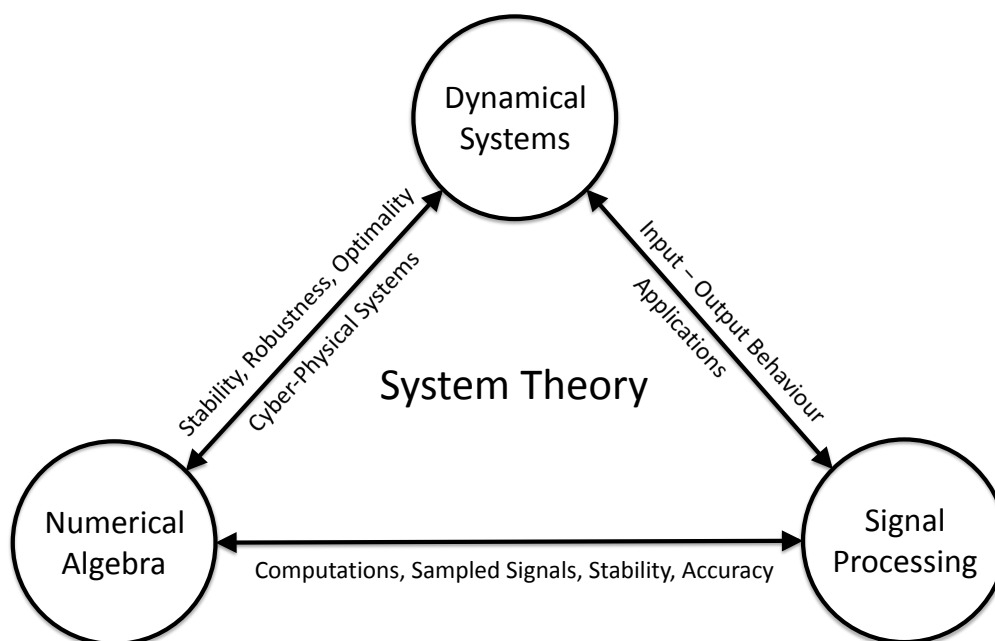 Dynamical
Systems
Stability, Robustness, Optimality
Cyber-Physical Systems
Input – Output Behaviour
Applications
System Theory
Numerical
Algebra
Signal
Processing
Computations, Sampled Signals, Stability, Accuracy